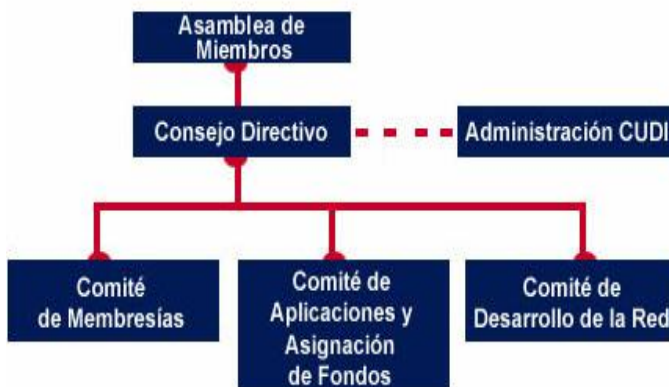 Asamblea de
Miembros
Consejo Directivo
Administración CUDI
Comité
de Membresías
Comité de
Aplicaciones y
Asignación
de Fondos
Comité de
Desarrollo de la Red